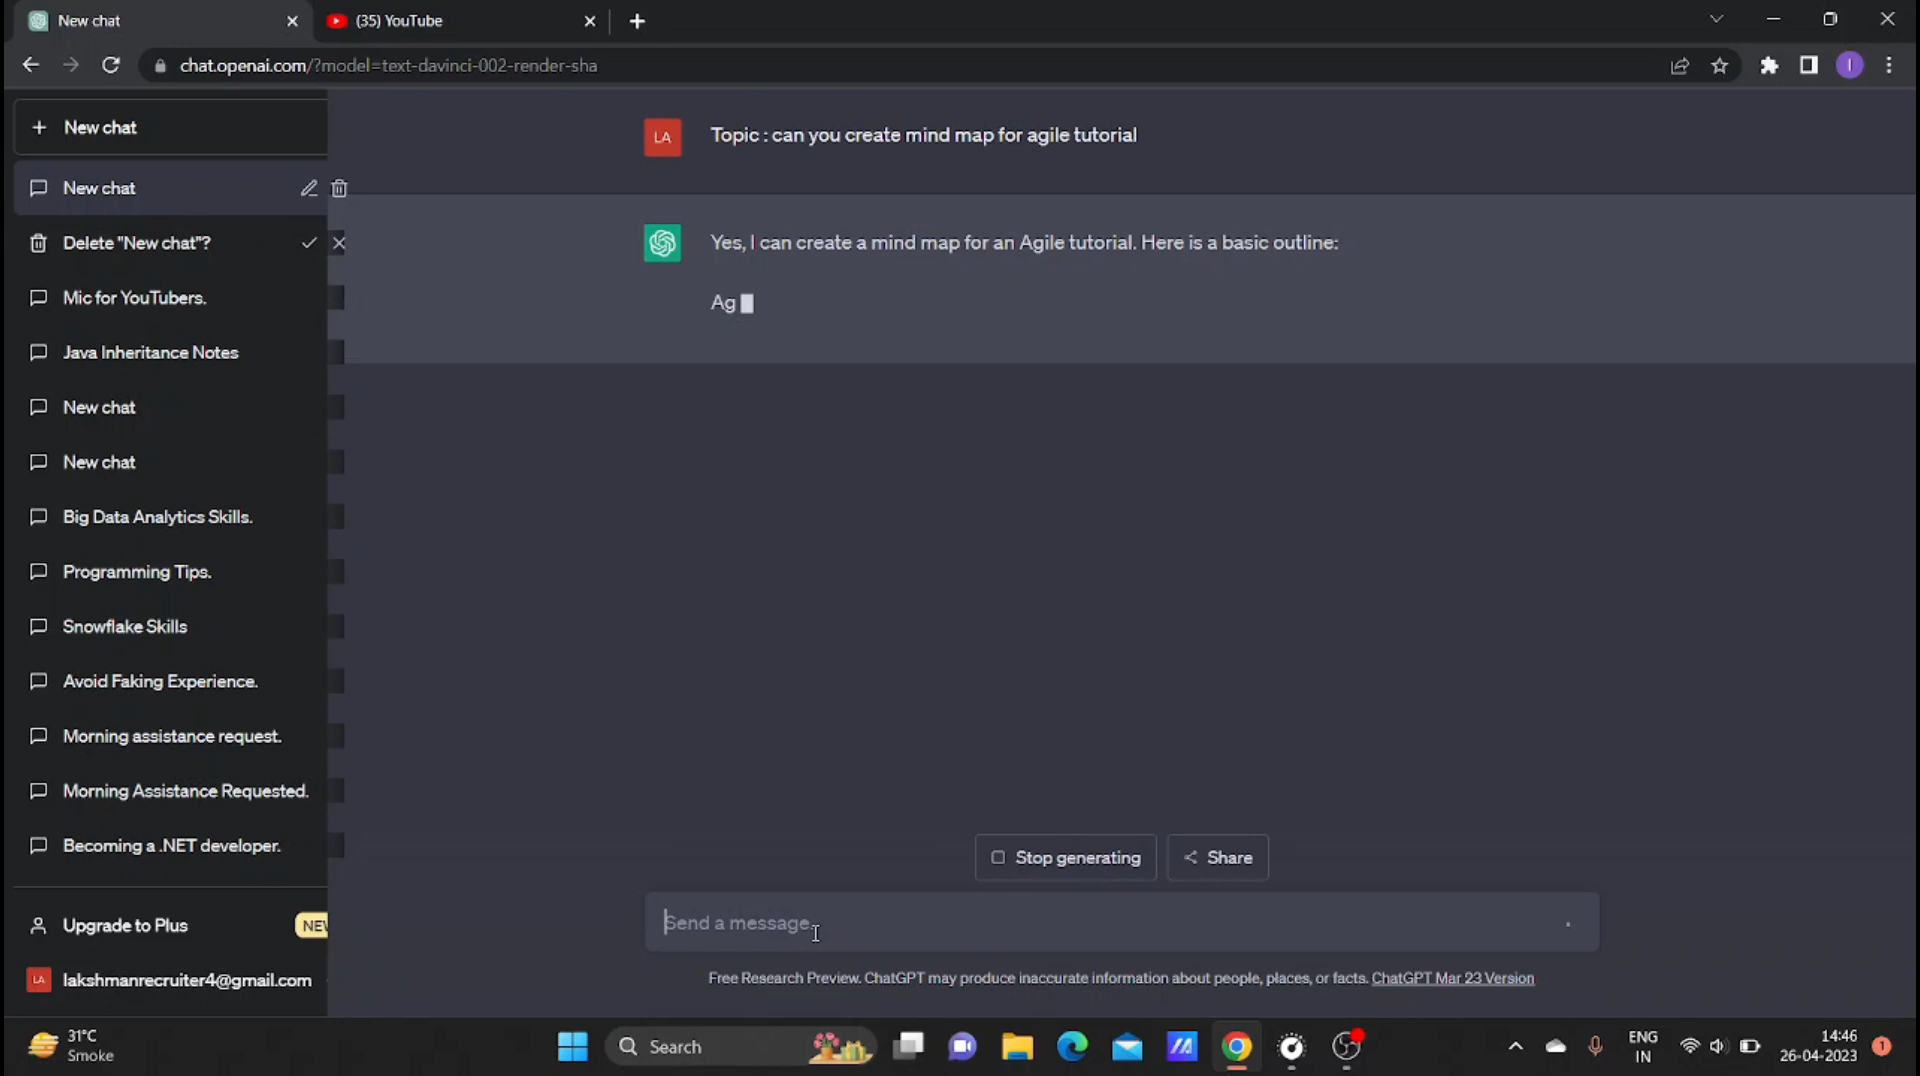 New chat
(35) YouTube
chat.openai.com/?model=text-davinci-002-render-sha
I
New chat
New chat
Delete "New chat"?
Mic for YouTubers.
Java Inheritance Notes
New chat
New chat
Big Data Analytics Skills.
Programming Tips.
Snowflake Skills
Avoid Faking Experience.
Morning assistance request.
Morning Assistance Requested.
Becoming a .NET developer.
Upgrade to Plus
NEW
LA lakshmanrecruiter4@gmail.com
LA Topic : can you create mind map for agile tutorial
Yes, I can create a mind map for an Agile tutorial. Here is a basic outline:
Ag
Stop generating
Share
Send a message.
Free Research Preview. ChatGPT may produce inaccurate information about people, places, or facts. ChatGPT Mar 23 Version
31°C
Smoke
Search
ENG
IN
14:46
26-04-2023
1